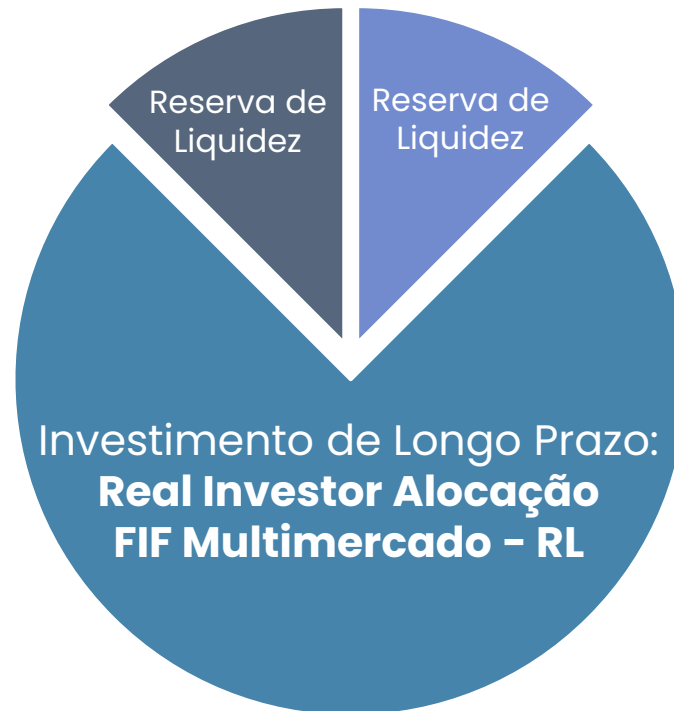 Reserva de
Liquidez
Reserva de
Liquidez
Investimento de Longo Prazo:
Real Investor Alocação
FIF Multimercado - RL